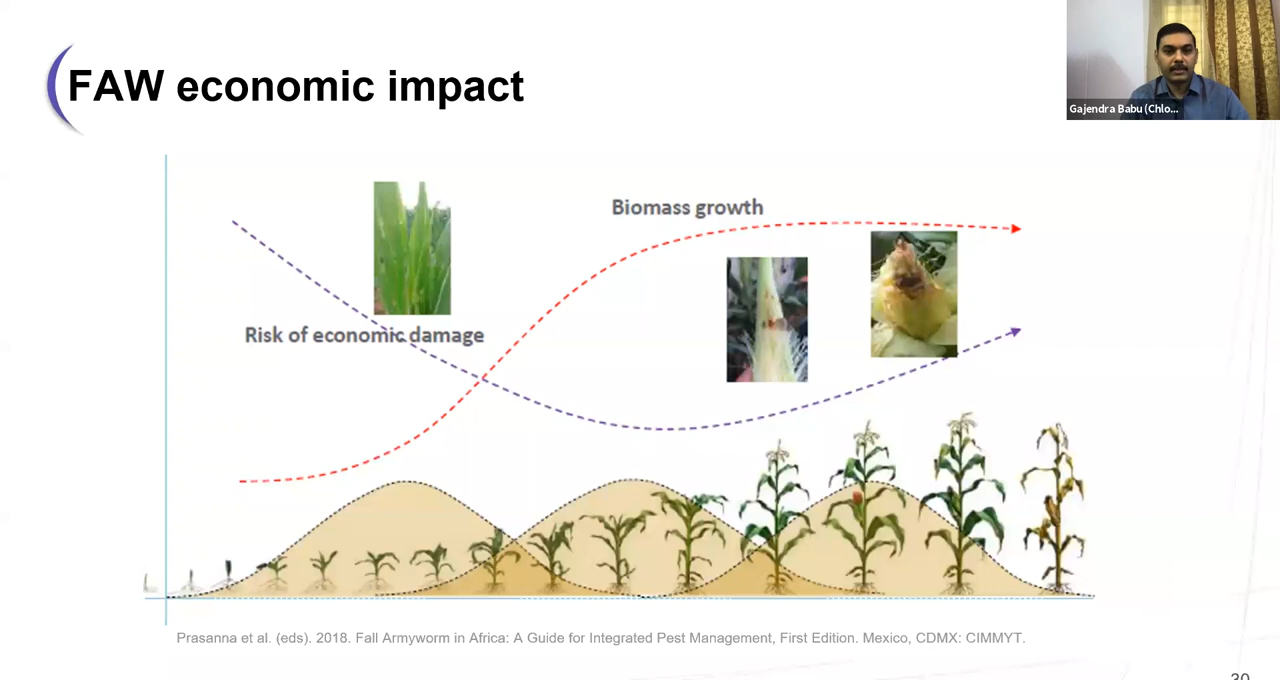 FAW economic impact
Gajendra Babu (Chlo...
Biomass growth
Risk of economic damage
Prasanna et al. (eds). 2018. Fall Armyworm in Africa: A Guide for Integrated Pest Management, First Edition. Mexico, CDMX: CIMMYT.
30